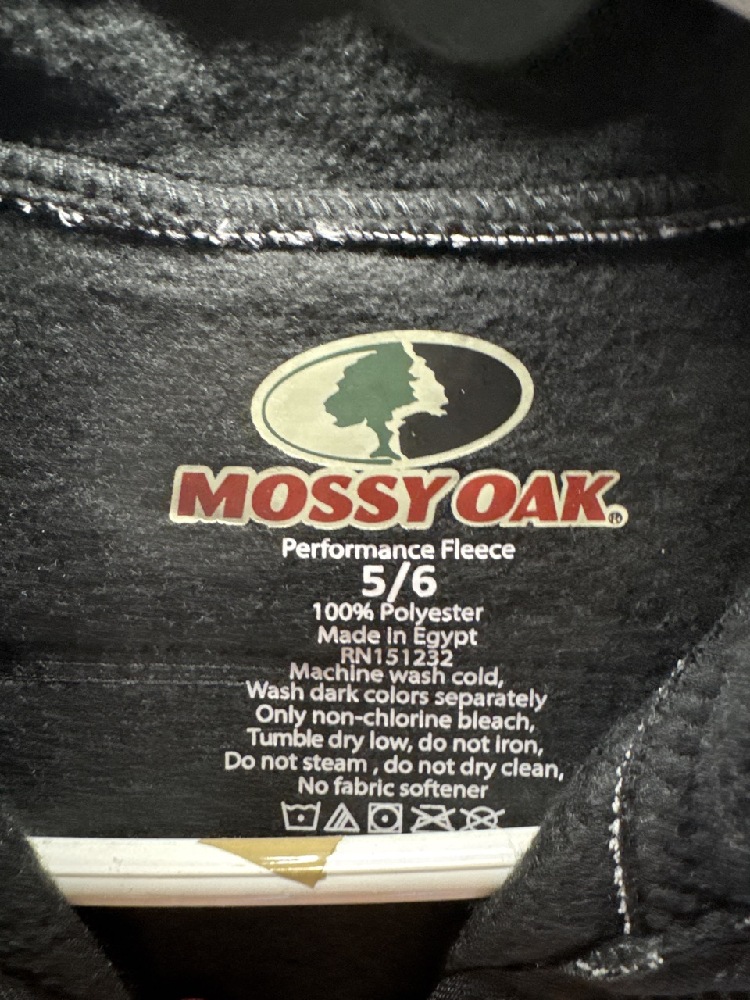 MOSSY OAK®
Performance Fleece
5/6
100% Polyester
Made In Egypt
RN151232
Machine wash cold,
Wash dark colors separately
Only non-chlorine bleach,
Tumble dry low, do not iron,
Do not steam , do not dry clean,
No fabric softener